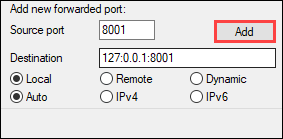 Add new forwarded port:
Source port 8001 Add
Destination 127:0.0.1:8001
Local Remote Dynamic
Auto IPv4 IPv6